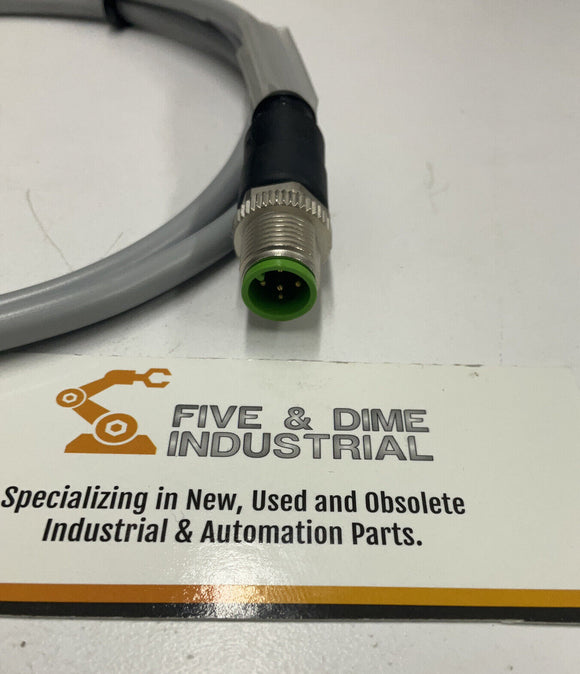 FIVE & DIME
INDUSTRIAL
Specializing in New, Used and Obsolete
Industrial & Automation Parts.